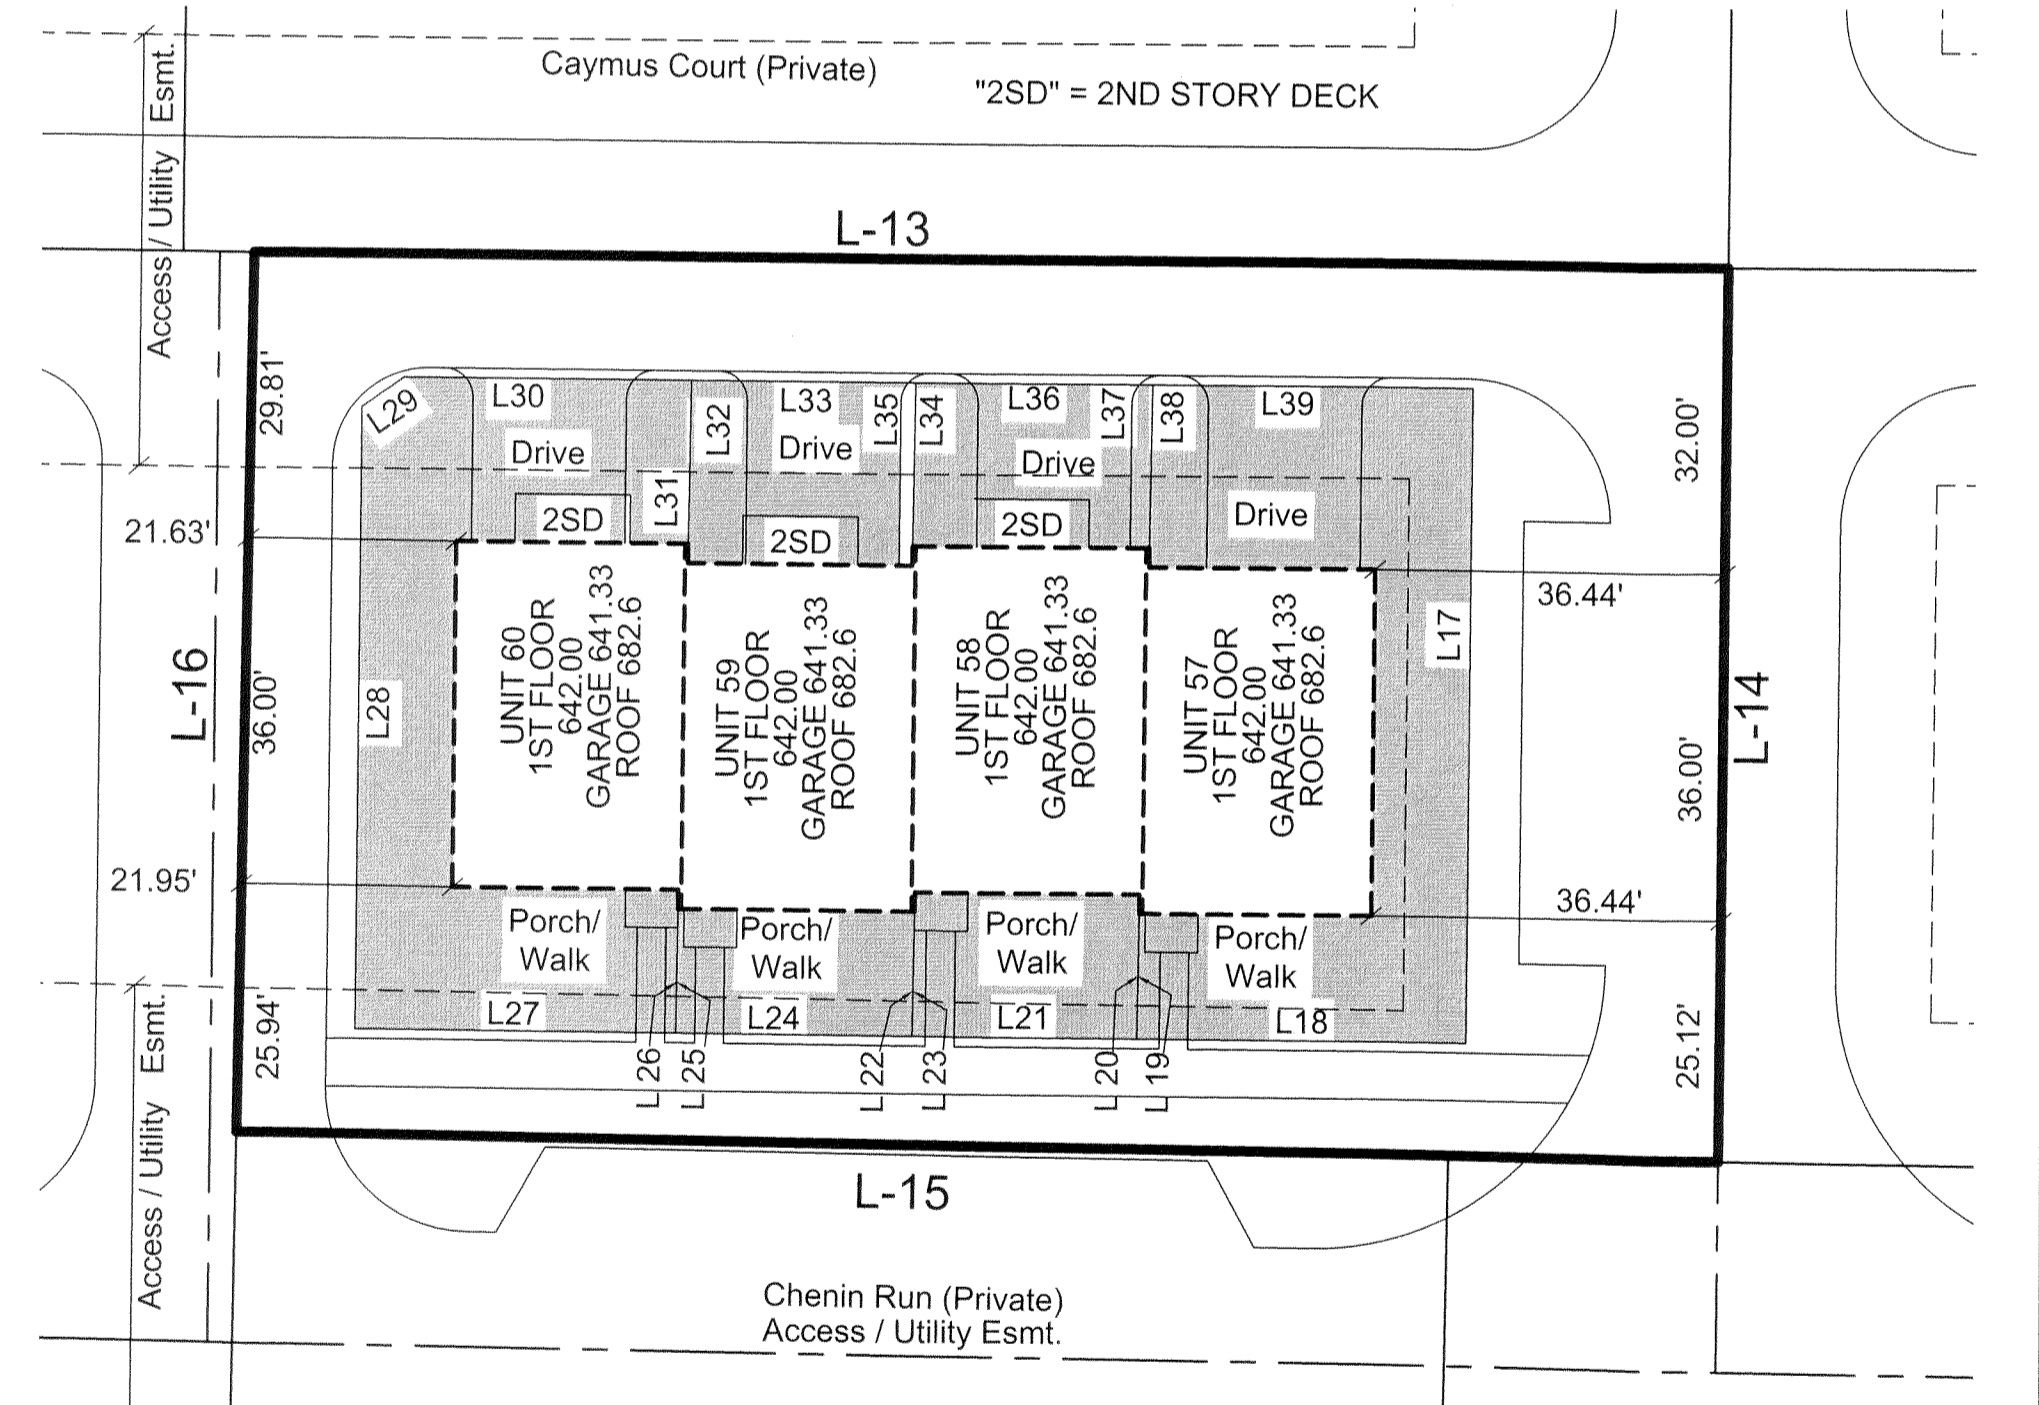 Caymus Court (Private)
"2SD" = 2ND STORY DECK
Access / Utility Esmt.
L-13
29.81'
L29
L30
L32
L33
L35
L34
L36
L37
L38
L39
32.00'
Drive
Drive
Drive
Drive
L31
2SD
2SD
2SD
21.63'
36.44'
L-16
36.00'
L28
UNIT 60
1ST FLOOR
642.00
GARAGE 641.33
ROOF 682.6
UNIT 59
1ST FLOOR
642.00
GARAGE 641.33
ROOF 682.6
UNIT 58
1ST FLOOR
642.00
GARAGE 641.33
ROOF 682.6
UNIT 57
1ST FLOOR
642.00
GARAGE 641.33
ROOF 682.6
L17
36.00'
L-14
21.95'
36.44'
Porch/
Walk
Porch/
Walk
Porch/
Walk
Porch/
Walk
L27
L24
L21
L18
25.94'
L 26
L 25
L 22
L 23
L 20
L 19
25.12'
Access / Utility Esmt.
L-15
Chenin Run (Private)
Access / Utility Esmt.